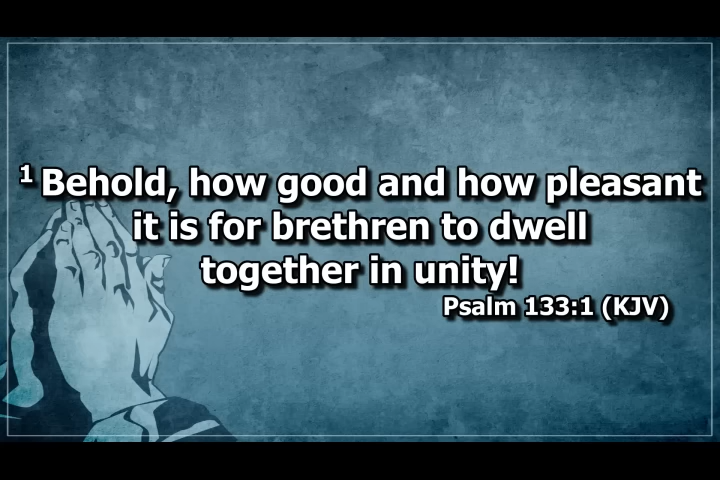 1 Behold, how good and how pleasant
it is for brethren to dwell
together in unity!
Psalm 133:1 (KJV)